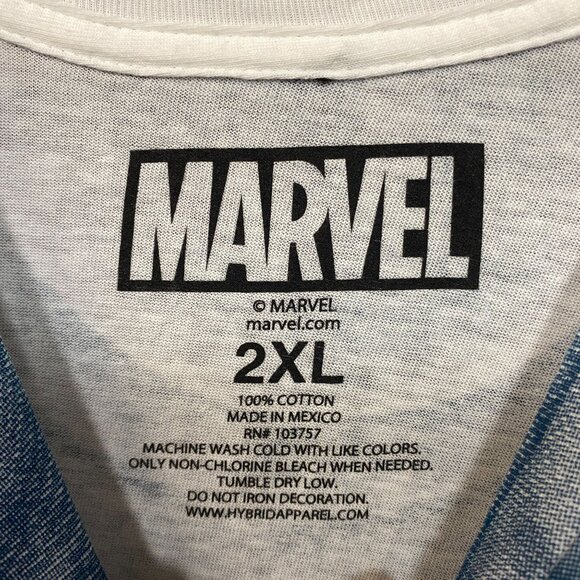 MARVEL
© MARVEL
marvel.com
2XL
100% COTTON
MADE IN MEXICO
RN# 103757
MACHINE WASH COLD WITH LIKE COLORS.
ONLY NON-CHLORINE BLEACH WHEN NEEDED.
TUMBLE DRY LOW.
DO NOT IRON DECORATION.
WWW.HYBRIDAPPAREL.COM